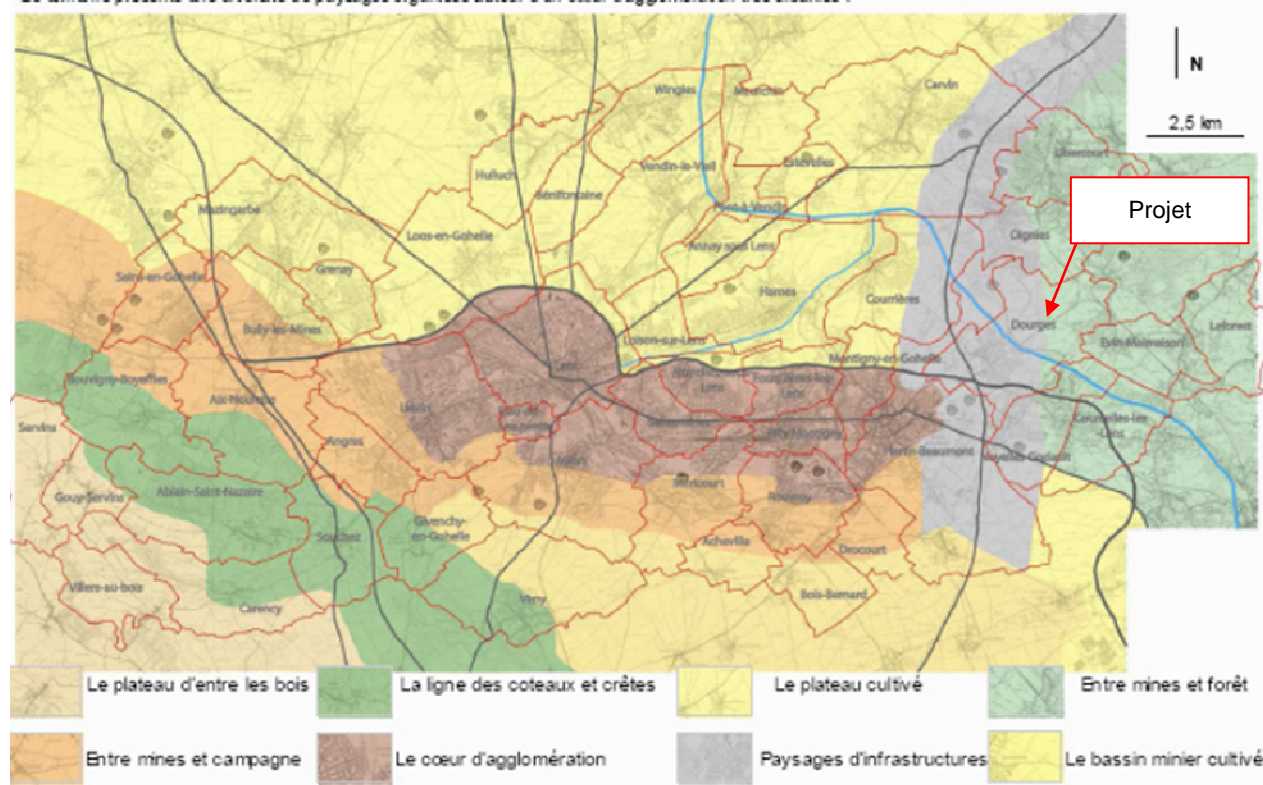 N
2,5 km
Projet
Wingles
Meurchin
Carvin
Libercourt
Hulluch
Vendin-le-Vieil
Estevelles
Bénifontaine
Mazingarbe
Pont-à-Vendin
Loos-en-Gohelle
Oignies
Annay sous Lens
Sains-en-Gohelle
Grenay
Harnes
Courrières
Dourges
Leforest
Bully-les-Mines
Loison-sur-Lens
Evin-Malmaison
Montigny-en-Gohelle
Lens
Bouvigny-Boyeffles
Aix-Noulette
Liévin
Courcelles-les
-Lens
Servins
Angres
Hénin-Beaumont
Noyelles-Godault
Gouy-Servins
Ablain-Saint-Nazaire
Méricourt
Rouvroy
Givenchy-
en-Gohelle
Souchez
Acheville
Drocourt
Villers-au-bois
Carency
Vimy
Bois-Bernard
Le plateau d'entre les bois
La ligne des coteaux et crêtes
Le plateau cultivé
Entre mines et forêt
Entre mines et campagne
Le cœur d'agglomération
Paysages d'infrastructures
Le bassin minier cultivé